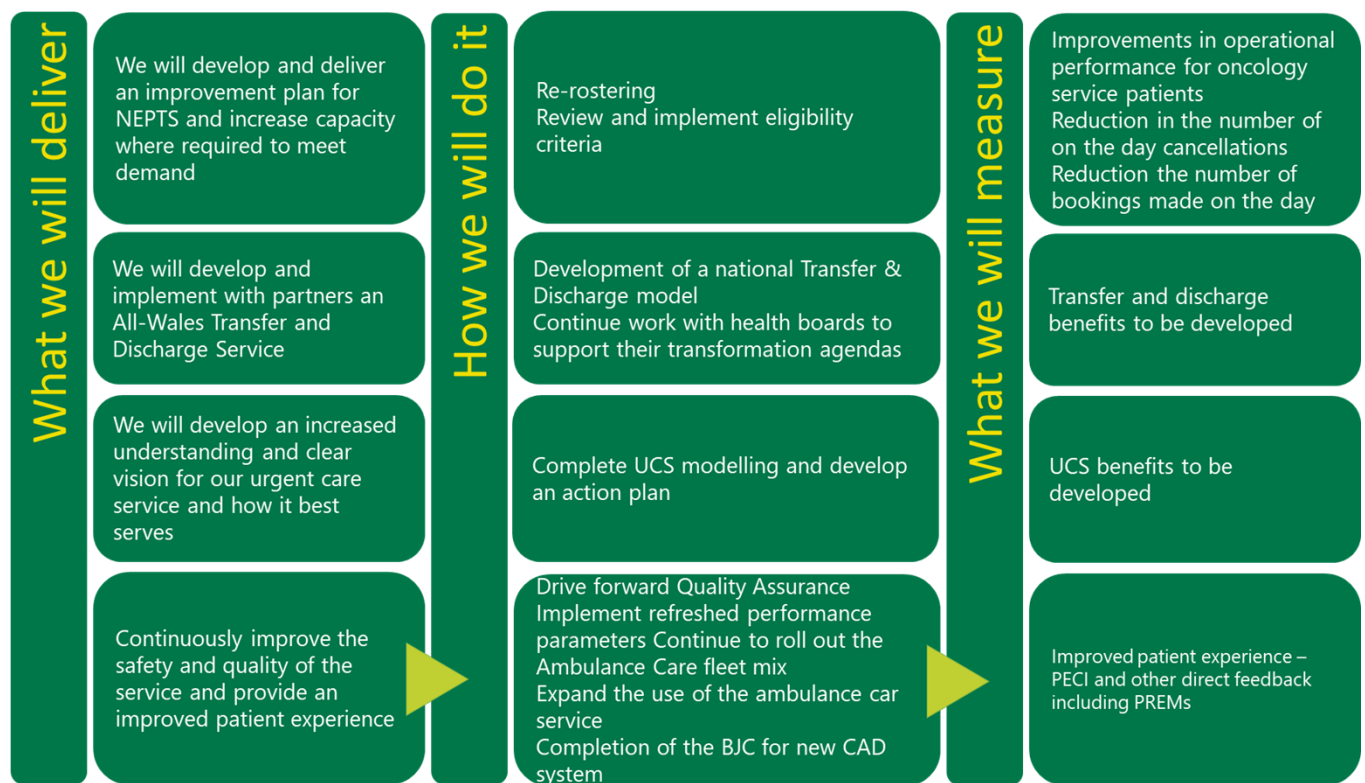 What we will deliver
We will develop and deliver
an improvement plan for
NEPTS and increase capacity
where required to meet
demand
We will develop and
implement with partners an
All-Wales Transfer and
Discharge Service
We will develop an increased
understanding and clear
vision for our urgent care
service and how it best
serves
Continuously improve the
safety and quality of the
service and provide an
improved patient experience
How we will do it
Re-rostering
Review and implement eligibility
criteria
Development of a national Transfer &
Discharge model
Continue work with health boards to
support their transformation agendas
Complete UCS modelling and develop
an action plan
Drive forward Quality Assurance
Implement refreshed performance
parameters Continue to roll out the
Ambulance Care fleet mix
Expand the use of the ambulance car
service
Completion of the BJC for new CAD
system
What we will measure
Improvements in operational
performance for oncology
service patients
Reduction in the number of
on the day cancellations
Reduction the number of
bookings made on the day
Transfer and discharge
benefits to be developed
UCS benefits to be
developed
Improved patient experience –
PECI and other direct feedback
including PREMs